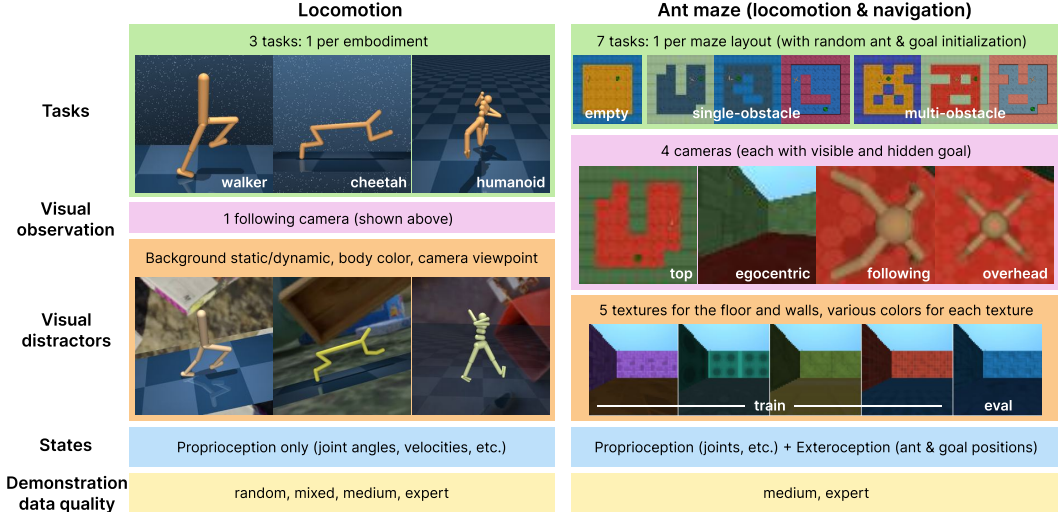 Locomotion
Ant maze (locomotion & navigation)
Tasks
3 tasks: 1 per embodiment
walker
cheetah
humanoid
7 tasks: 1 per maze layout (with random ant & goal initialization)
empty
single-obstacle
multi-obstacle
Visual
observation
1 following camera (shown above)
4 cameras (each with visible and hidden goal)
top
egocentric
following
overhead
Visual
distractors
Background static/dynamic, body color, camera viewpoint
5 textures for the floor and walls, various colors for each texture
train
eval
States
Proprioception only (joint angles, velocities, etc.)
Proprioception (joints, etc.) + Exteroception (ant & goal positions)
Demonstration
data quality
random, mixed, medium, expert
medium, expert